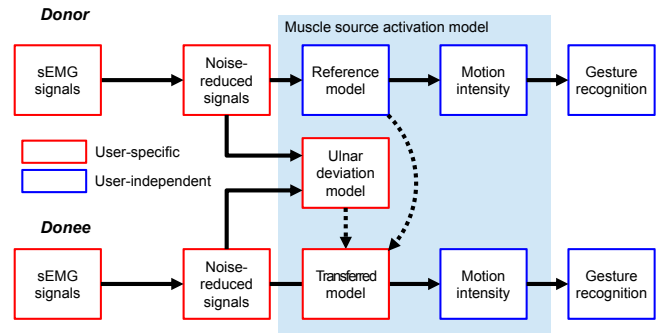 Donor
Muscle source activation model
sEMG
signals
Noise-
reduced
signals
Reference
model
Motion
intensity
Gesture
recognition
User-specific
User-independent
Ulnar
deviation
model
Donee
sEMG
signals
Noise-
reduced
signals
Transferred
model
Motion
intensity
Gesture
recognition